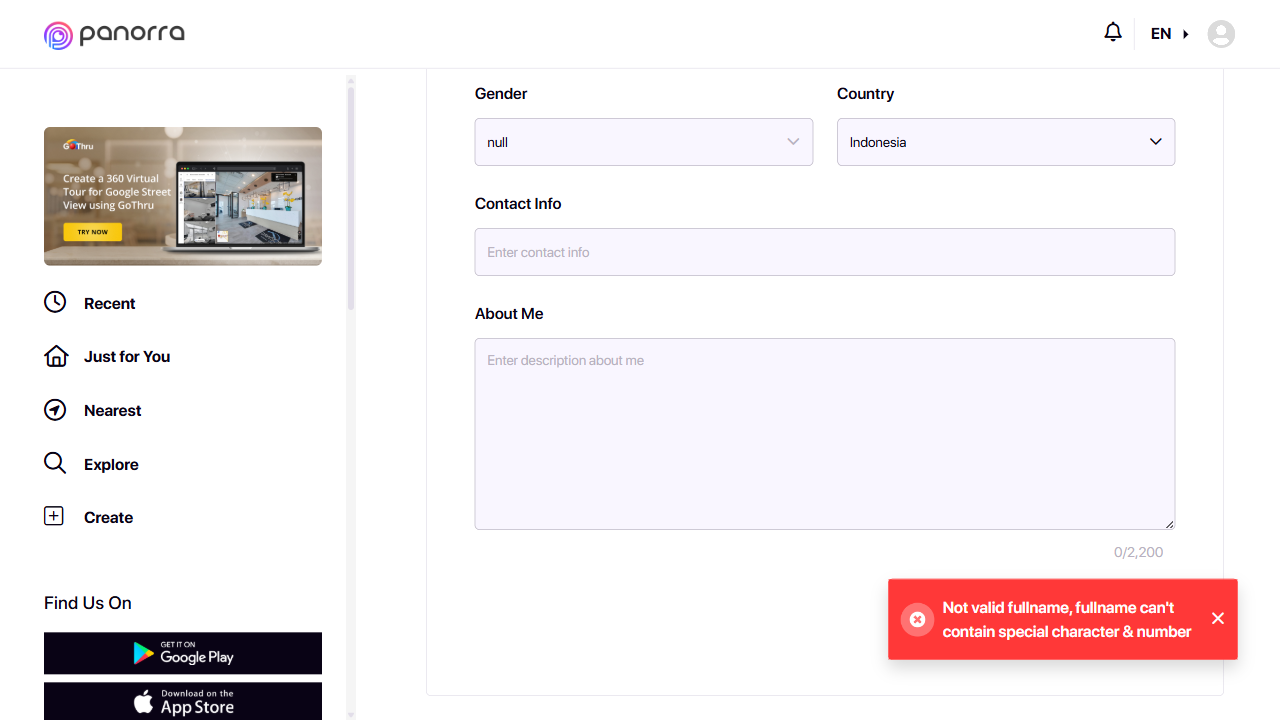 panorra
EN
GoThru
Create a 360 Virtual
Tour for Google Street
View using GoThru
TRY NOW
Recent
Just for You
Nearest
Explore
Create
Find Us On
GET IT ON
Google Play
Download on the
App Store
Gender
Country
null
Indonesia
Contact Info
Enter contact info
About Me
Enter description about me
0/2,200
Not valid fullname, fullname can't
contain special character & number